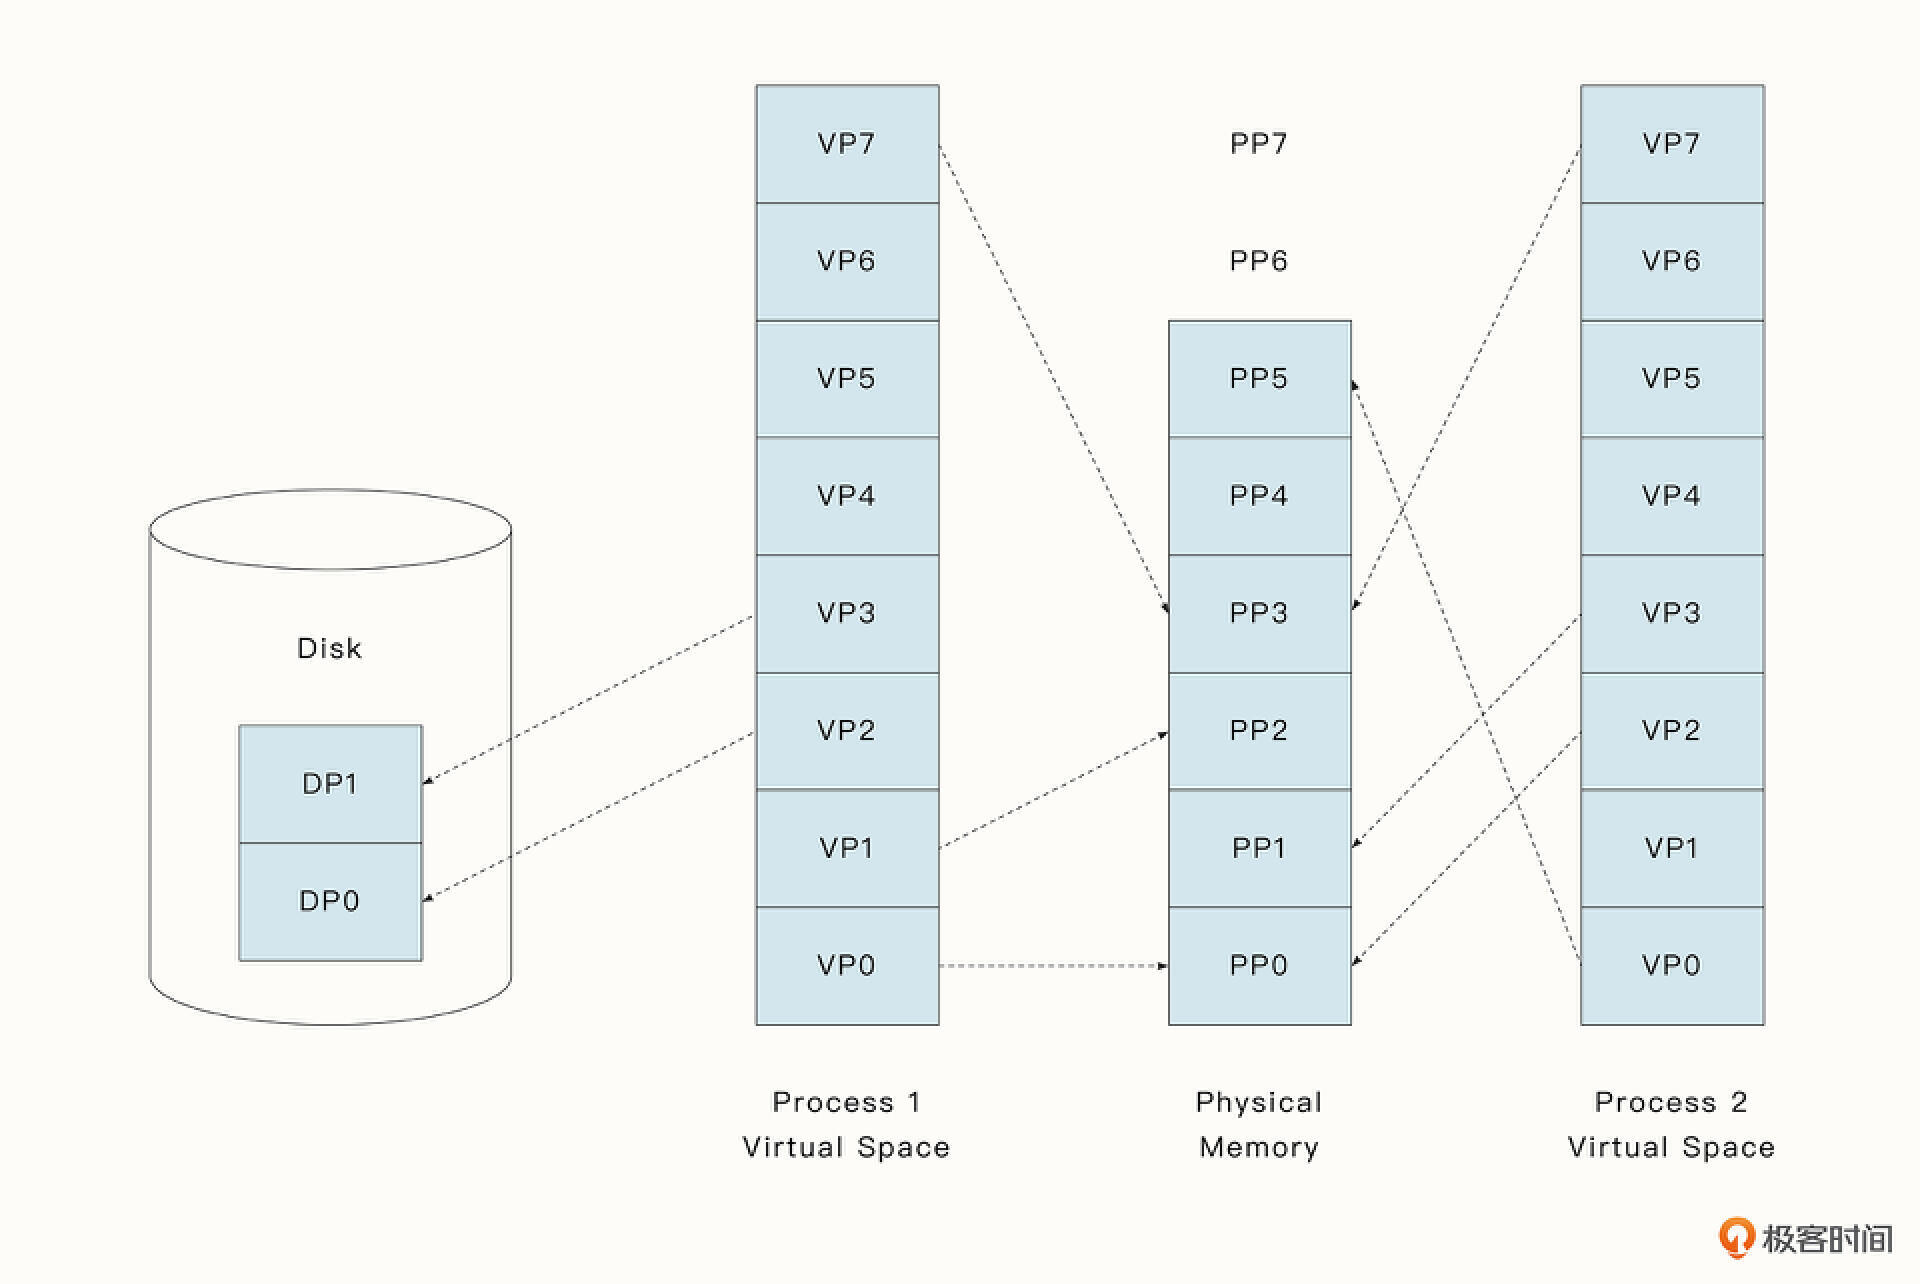 VP7
PP7
VP7
VP6
PP6
VP6
VP5
PP5
VP5
VP4
PP4
VP4
Disk
VP3
PP3
VP3
DP1
VP2
PP2
VP2
DP0
VP1
PP1
VP1
VP0
PP0
VP0
Process 1
Virtual Space
Physical
Memory
Process 2
Virtual Space
极客时间